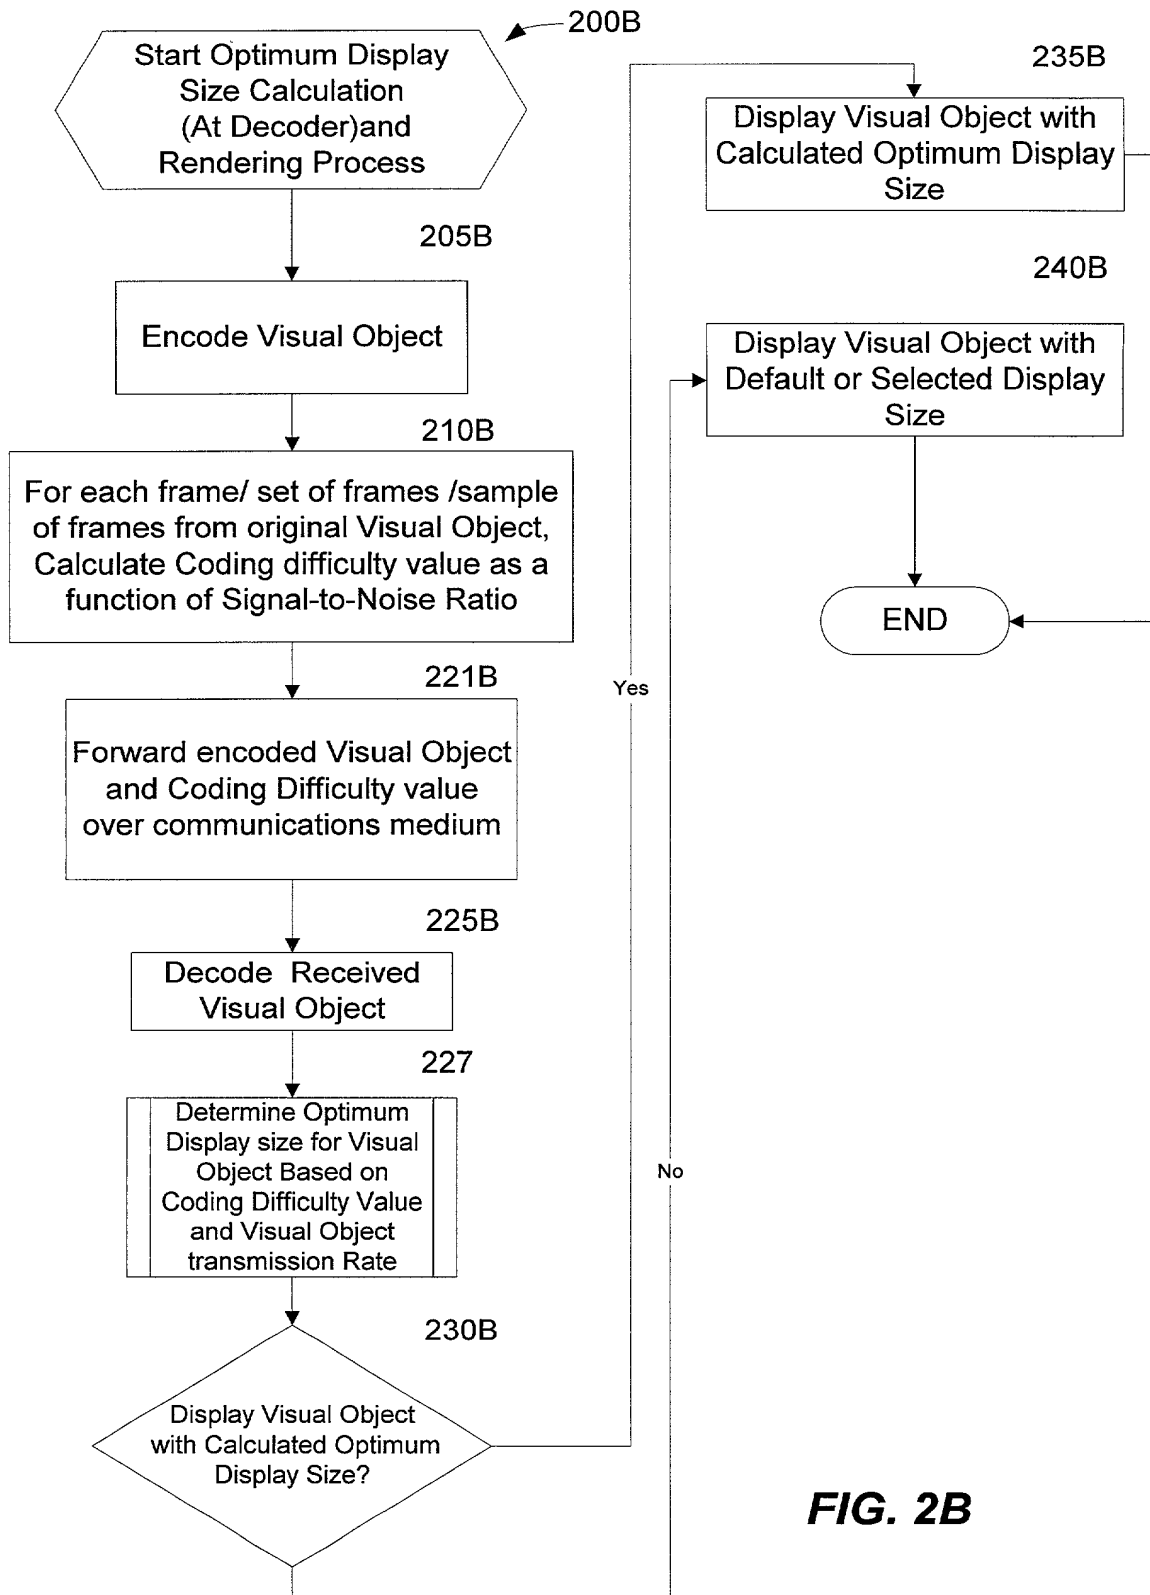 200B
Start Optimum Display
Size Calculation
(At Decoder)and
Rendering Process
205B
Encode Visual Object
210B
For each frame/ set of frames /sample
of frames from original Visual Object,
Calculate Coding difficulty value as a
function of Signal-to-Noise Ratio
221B
Forward encoded Visual Object
and Coding Difficulty value
over communications medium
225B
Decode Received
Visual Object
227
Determine Optimum
Display size for Visual
Object Based on
Coding Difficulty Value
and Visual Object
transmission Rate
230B
Display Visual Object
with Calculated Optimum
Display Size?
Yes
No
235B
Display Visual Object with
Calculated Optimum Display
Size
240B
Display Visual Object with
Default or Selected Display
Size
END
FIG. 2B